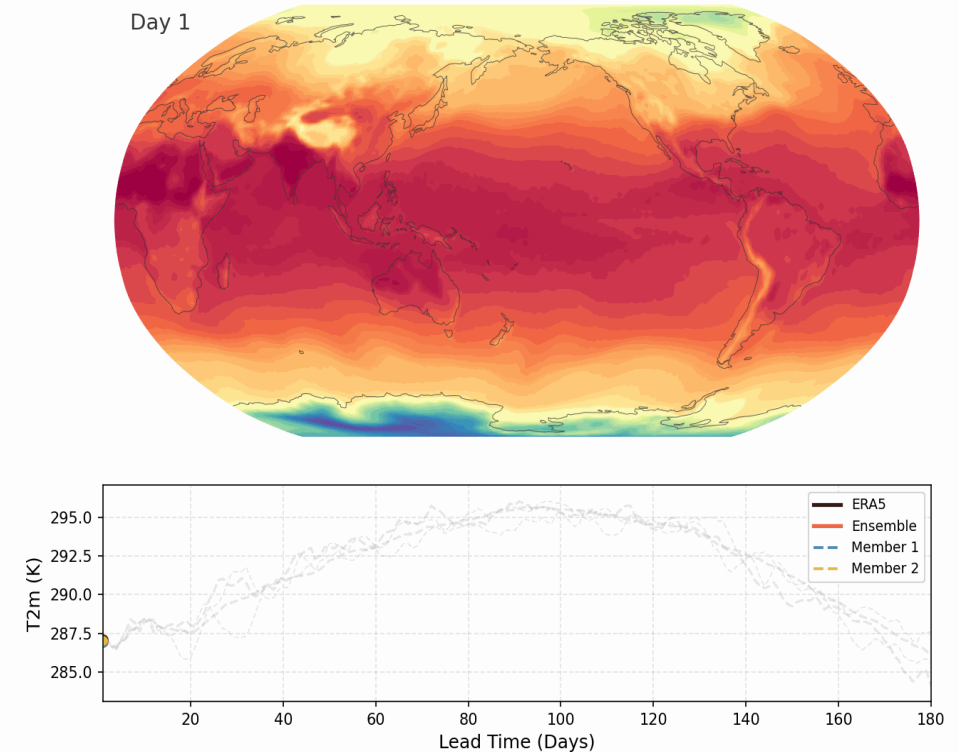 Day 1
T2m (K)
295.0
292.5
290.0
287.5
285.0
ERA5
Ensemble
Member 1
Member 2
20 40 60 80 100 120 140 160 180
Lead Time (Days)